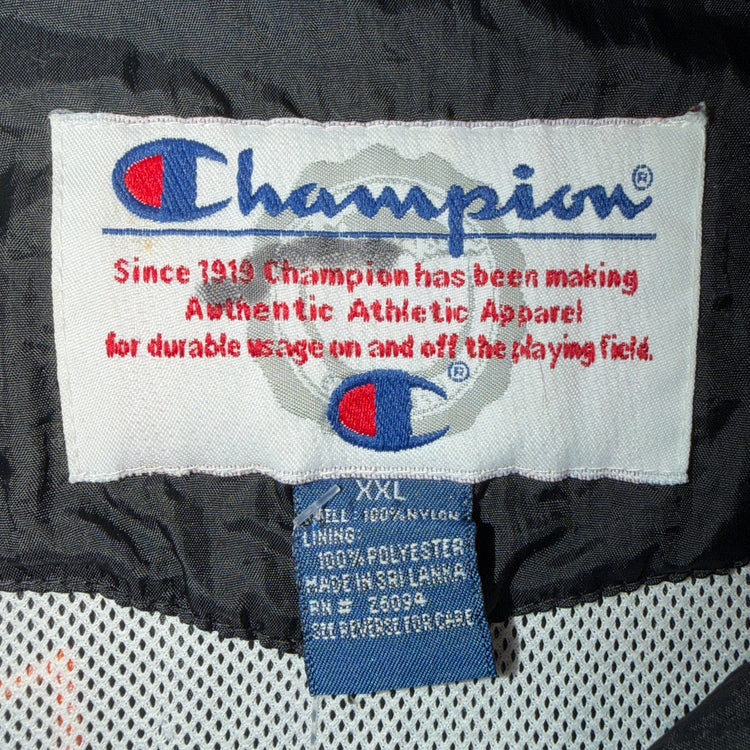 Champion®
Since 1919 Champion has been making
Authentic Athletic Apparel
for durable usage on and off the playing field.
®
XXL
SHELL: 100% NYLON
LINING:
100% POLYESTER
MADE IN SRI LANKA
RN # 26094
SEE REVERSE FOR CARE